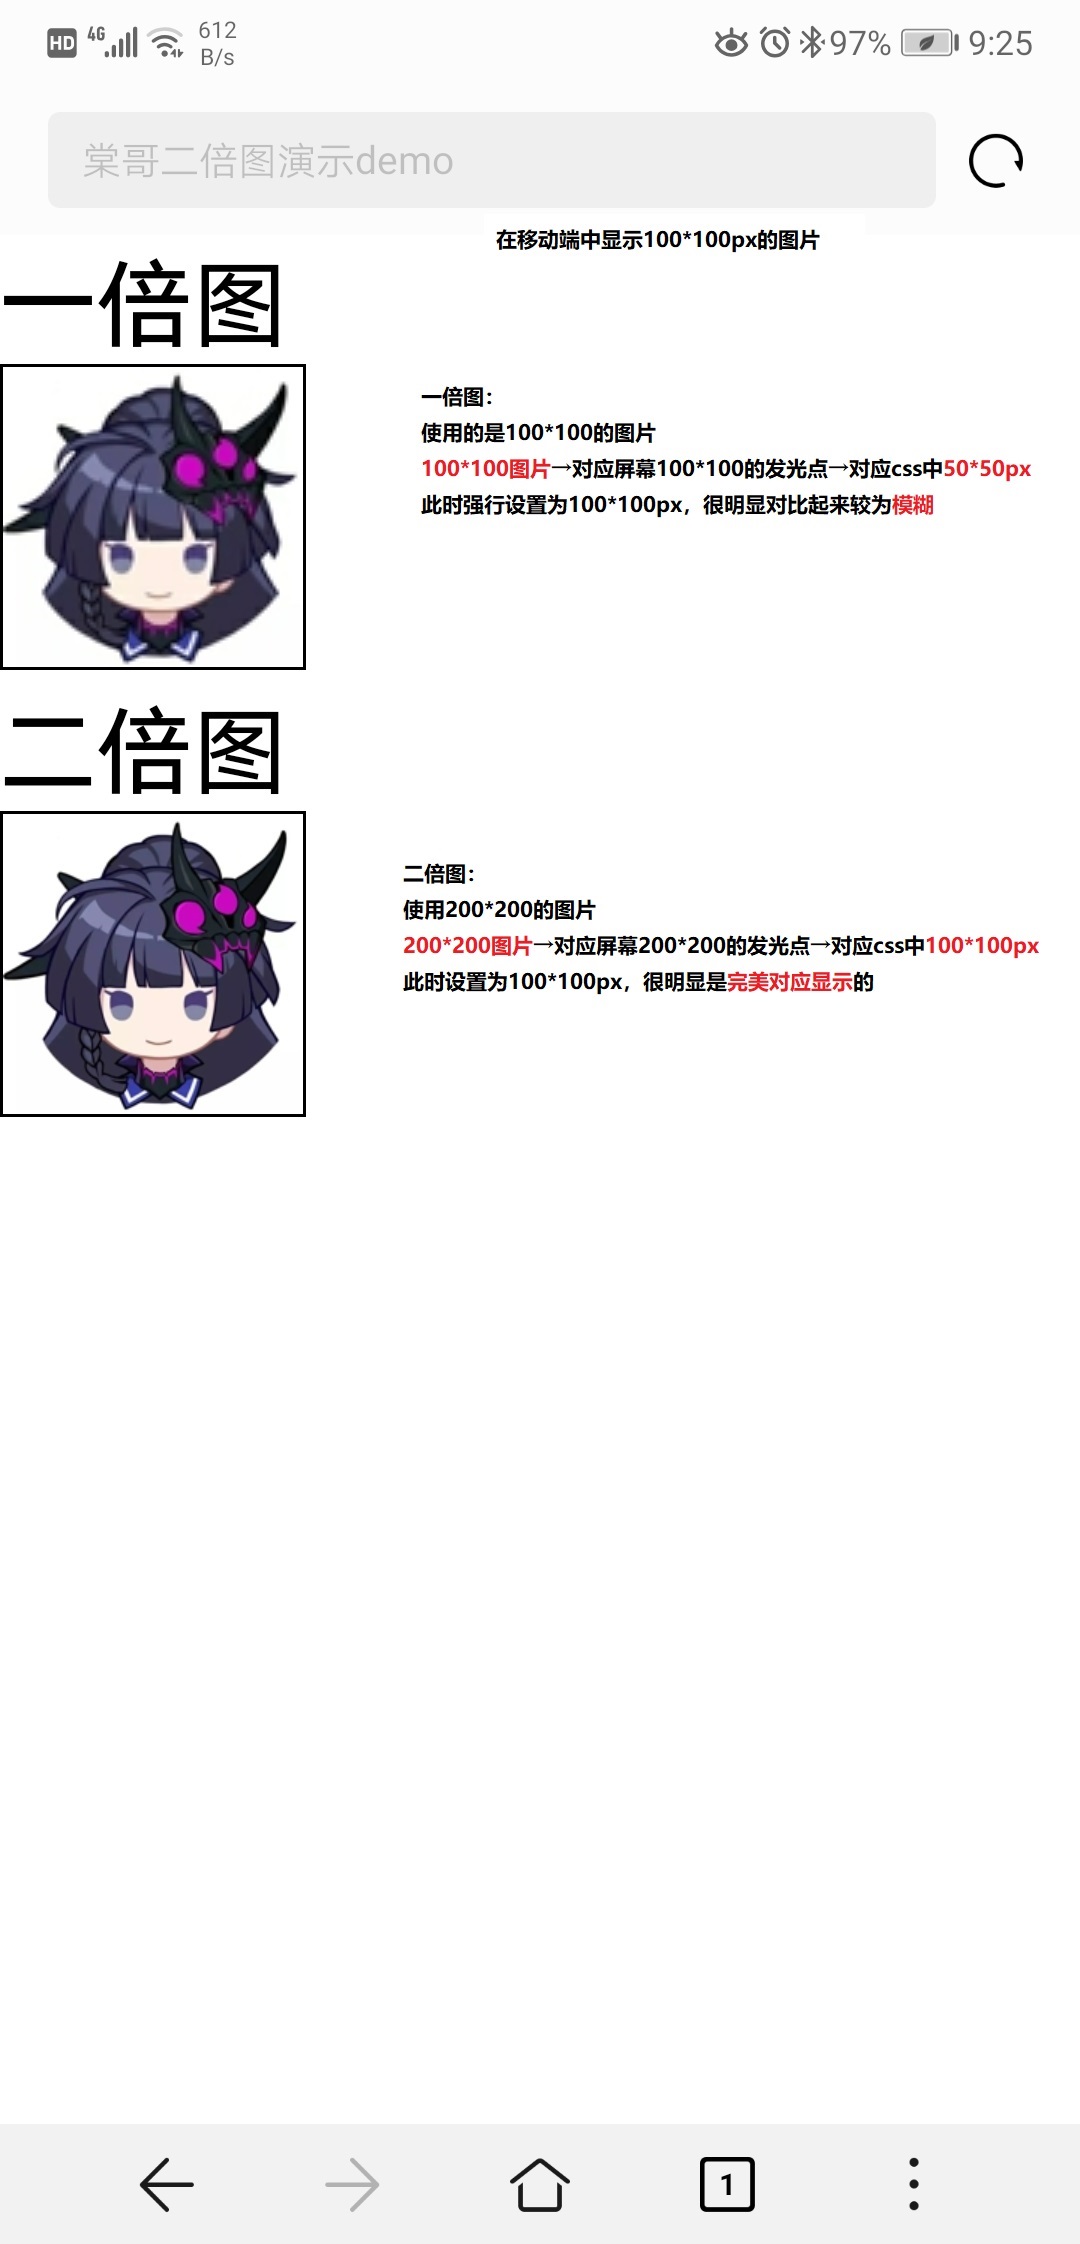 HD 4G 612 B/s 97% 9:25
棠哥二倍图演示demo
在移动端中显示100*100px的图片
一倍图
一倍图：
使用的是100*100的图片
100*100图片→对应屏幕100*100的发光点→对应css中50*50px
此时强行设置为100*100px，很明显对比起来较为模糊
二倍图
二倍图：
使用200*200的图片
200*200图片→对应屏幕200*200的发光点→对应css中100*100px
此时设置为100*100px，很明显是完美对应显示的
1